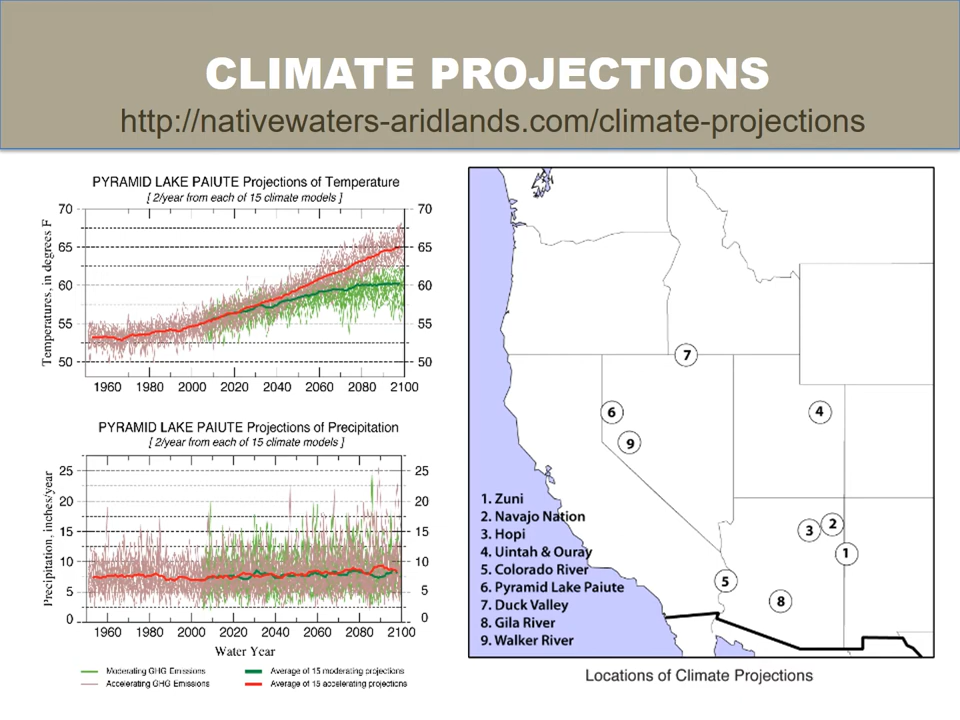 CLIMATE PROJECTIONS
http://nativewaters-aridlands.com/climate-projections
PYRAMID LAKE PAIUTE Projections of Temperature
[ 2/year from each of 15 climate models ]
70 70
65 65
60 60
55 55
50 50
Temperatures, in degrees F
1960 1980 2000 2020 2040 2060 2080 2100
PYRAMID LAKE PAIUTE Projections of Precipitation
[ 2/year from each of 15 climate models ]
25 25
20 20
15 15
10 10
5 5
0 0
Precipitation, inches/year
1960 1980 2000 2020 2040 2060 2080 2100
Water Year
Moderating GHG Emissions Average of 15 moderating projections
Accelerating GHG Emissions Average of 15 accelerating projections
7
6
4
9
3
2
1
5
8
1. Zuni
2. Navajo Nation
3. Hopi
4. Uintah & Ouray
5. Colorado River
6. Pyramid Lake Paiute
7. Duck Valley
8. Gila River
9. Walker River
Locations of Climate Projections